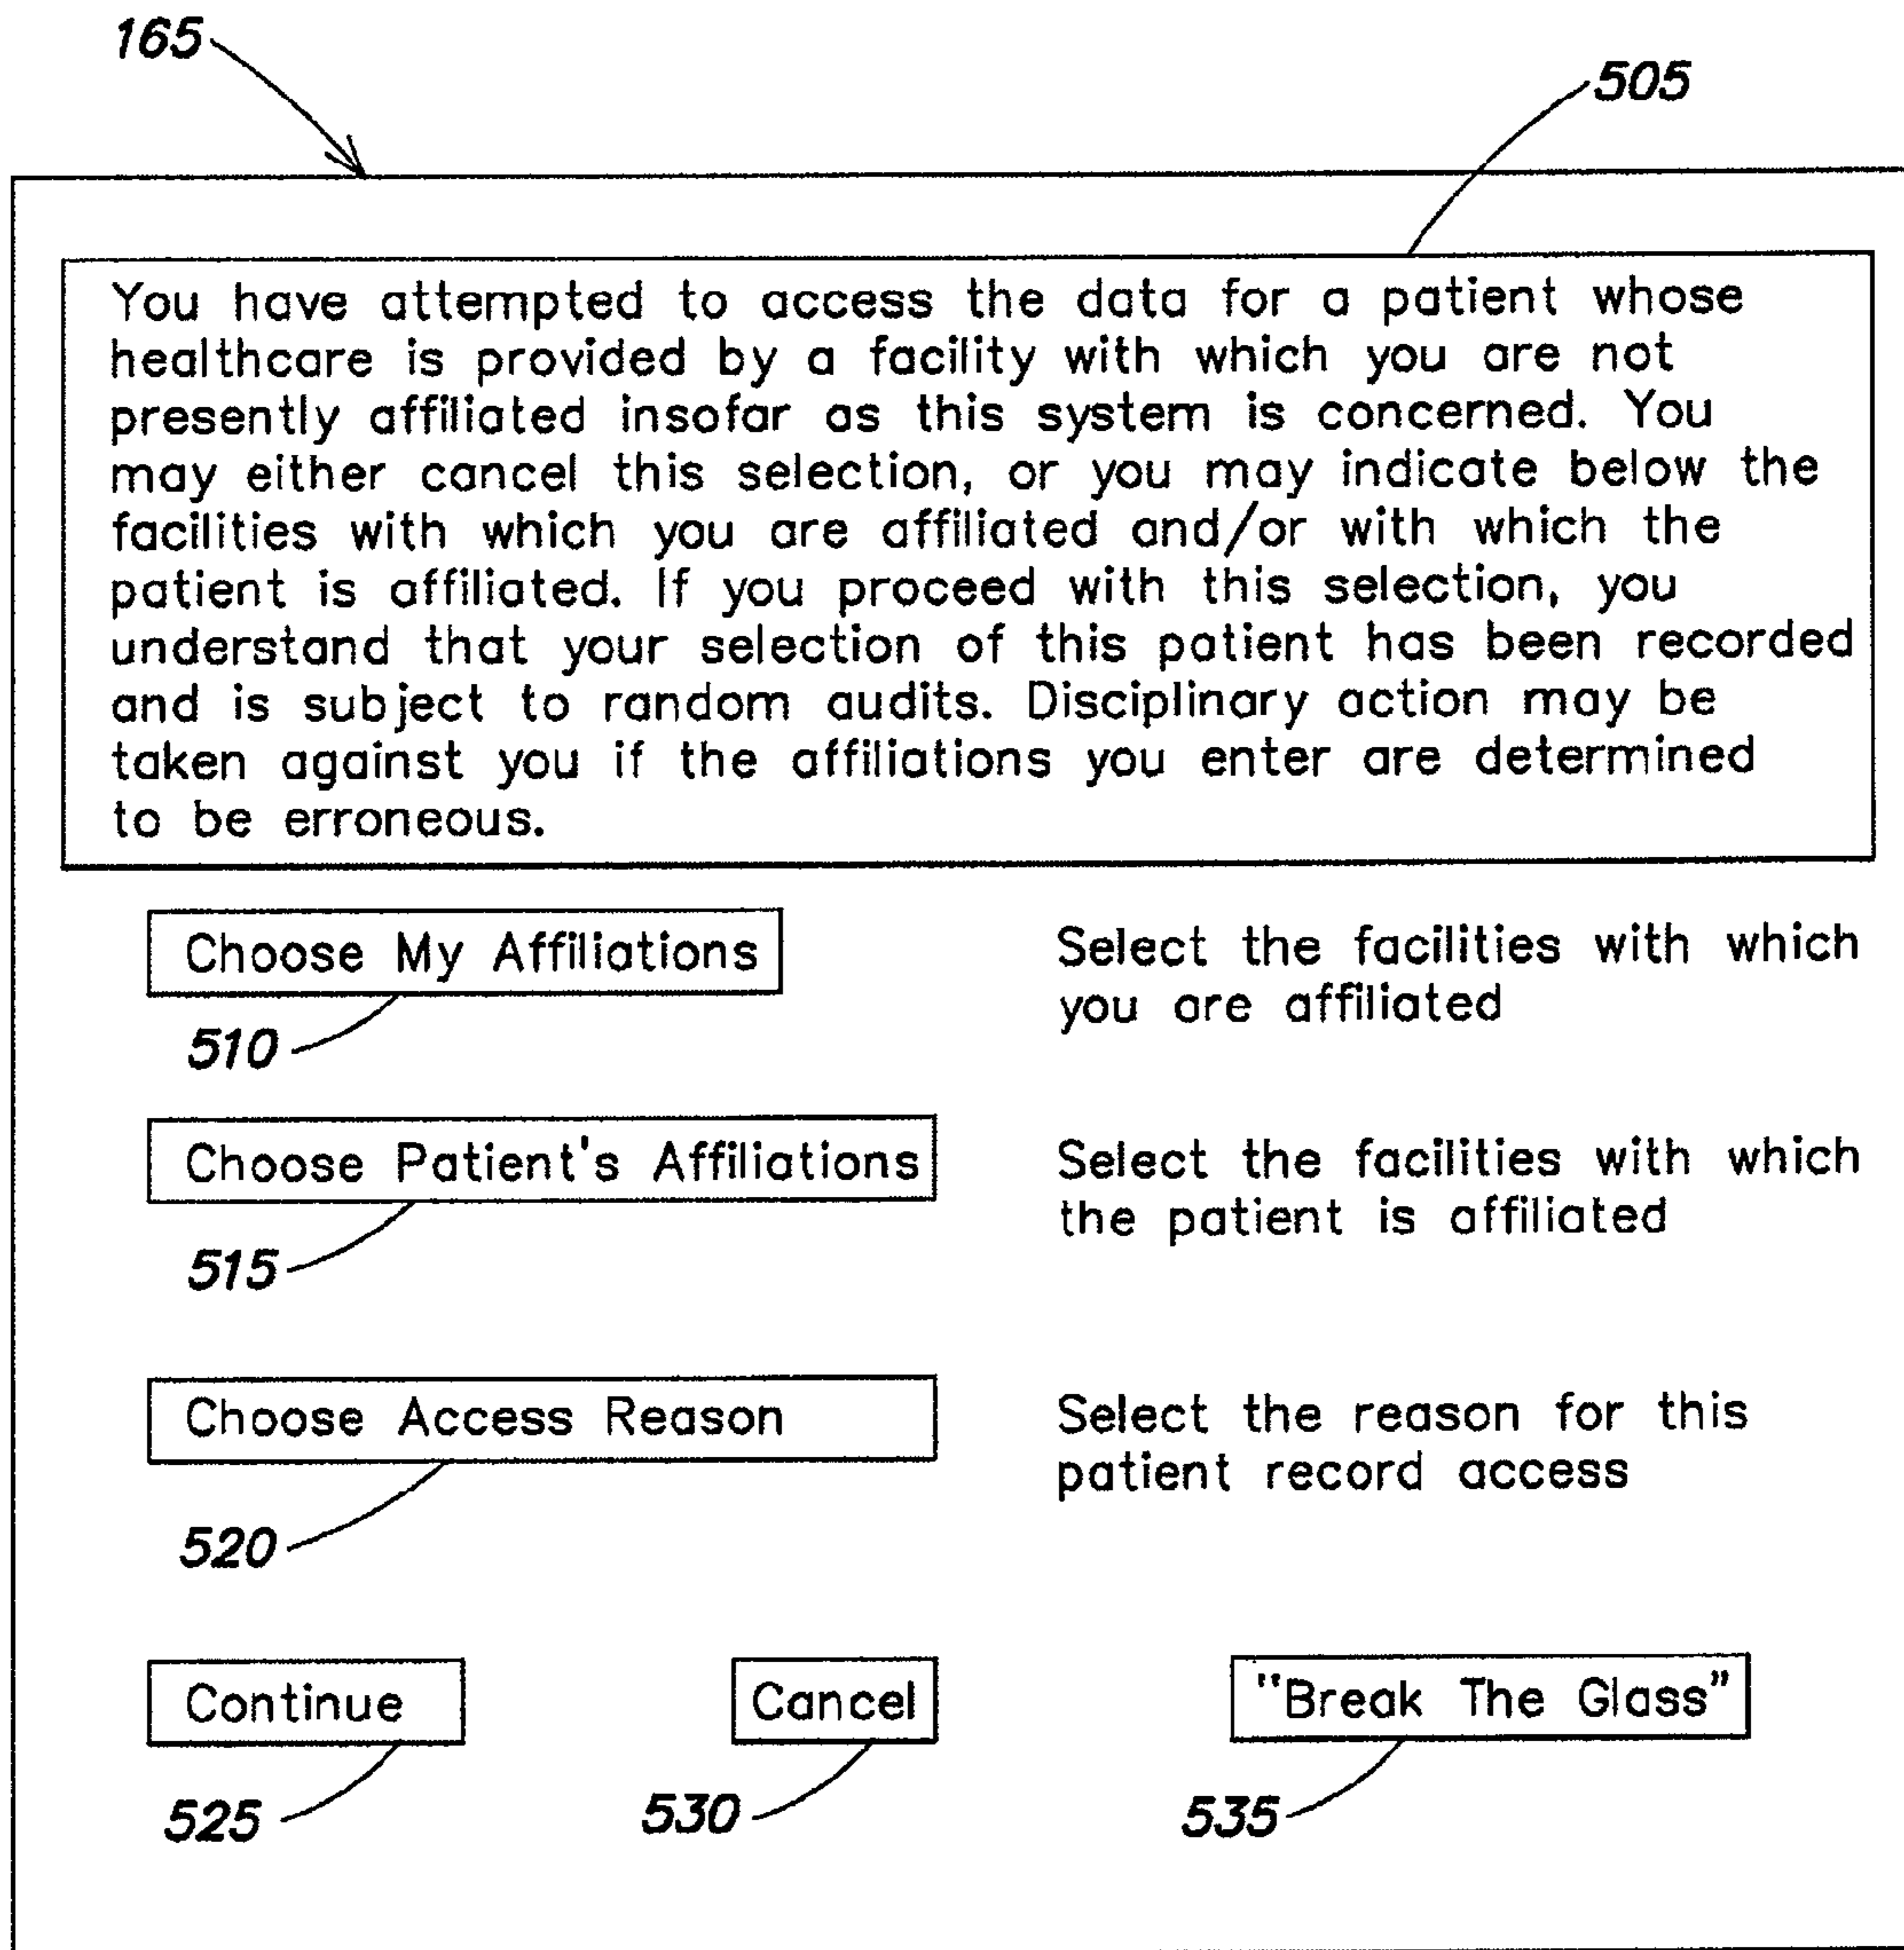 165
505
You have attempted to access the data for a patient whose
healthcare is provided by a facility with which you are not
presently affiliated insofar as this system is concerned. You
may either cancel this selection, or you may indicate below the
facilities with which you are affiliated and/or with which the
patient is affiliated. If you proceed with this selection, you
understand that your selection of this patient has been recorded
and is subject to random audits. Disciplinary action may be
taken against you if the affiliations you enter are determined
to be erroneous.
Choose My Affiliations
Select the facilities with which
you are affiliated
510
Choose Patient's Affiliations
Select the facilities with which
the patient is affiliated
515
Choose Access Reason
Select the reason for this
patient record access
520
Continue
Cancel
"Break The Glass"
525
530
535